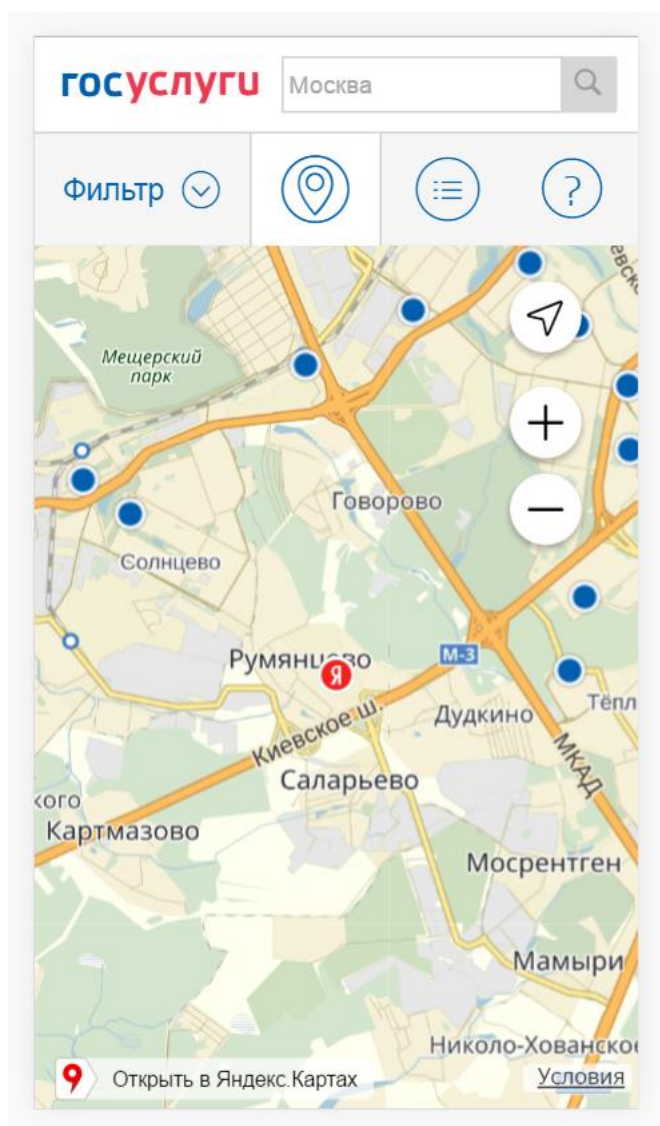 госуслуги
Москва
Фильтр
?
Мещерский
парк
Говорово
Солнцево
Румянцево
Я
М-3
Киевское ш.
Дудкино
Тёпл
МКАД
Саларьево
кого
Картмазово
Мосрентген
Мамыри
Николо-Хованское
Открыть в Яндекс.Картах
Условия